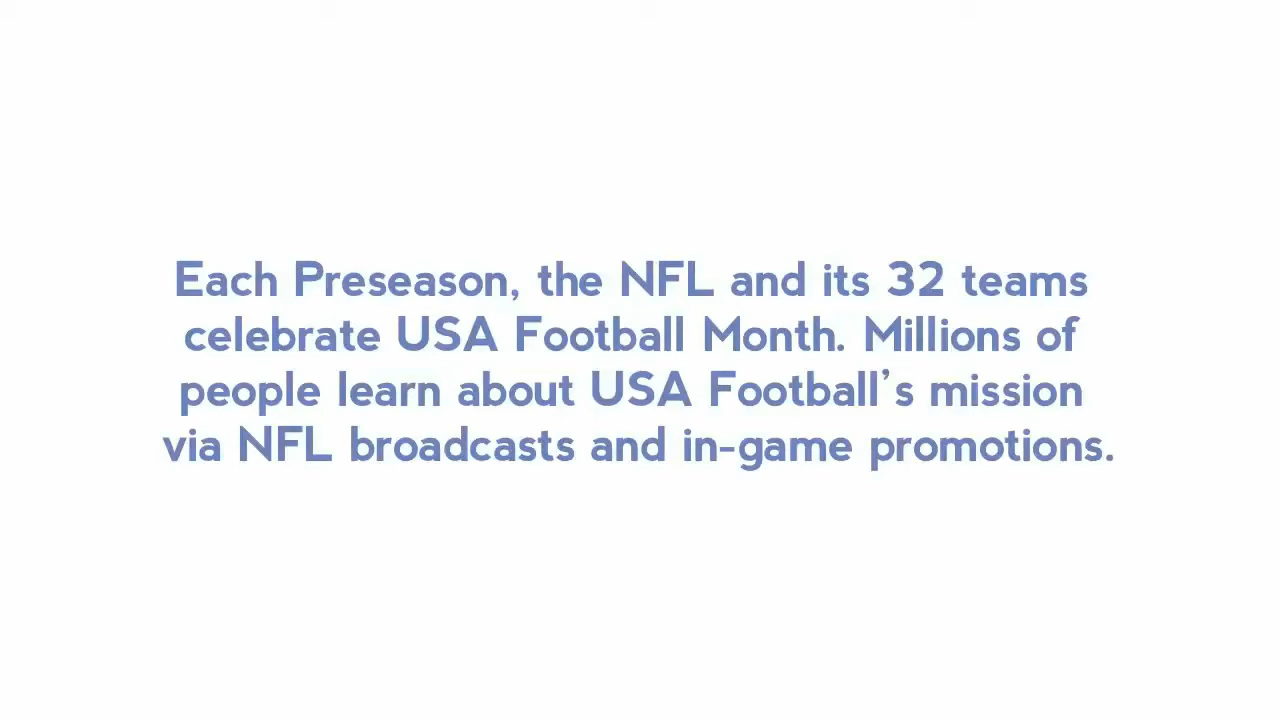 Each Preseason, the NFL and its 32 teams
celebrate USA Football Month. Millions of
people learn about USA Football’s mission
via NFL broadcasts and in-game promotions.